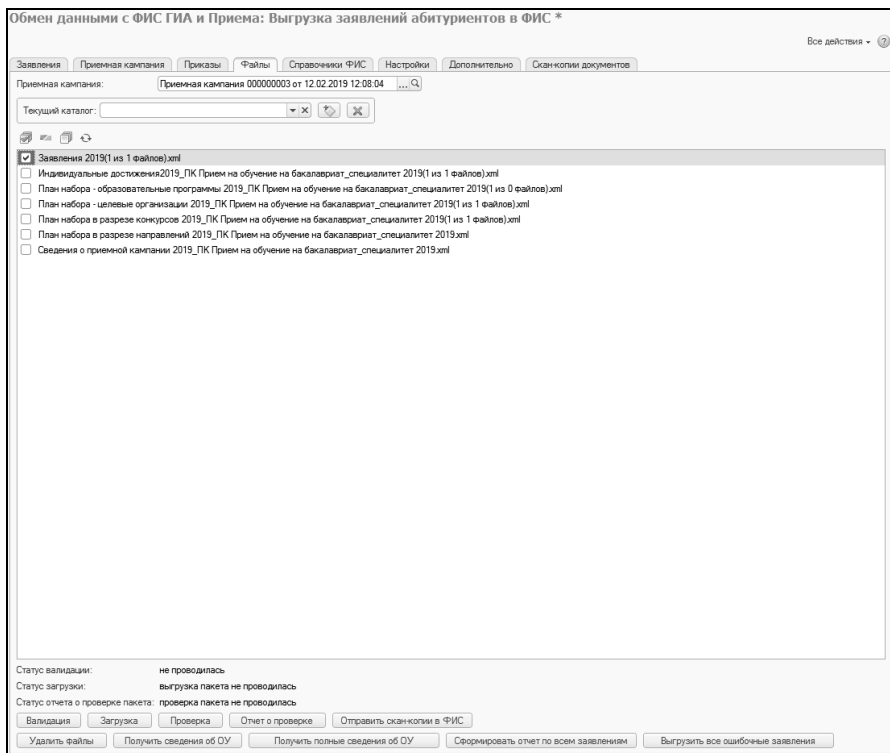 Обмен данными с ФИС ГИА и Приема: Выгрузка заявлений абитуриентов в ФИС *
Все действия ?
Заявления Приемная кампания Приказы Файлы Справочники ФИС Настройки Дополнительно Скан-копии документов
Приемная кампания: Приемная кампания 000000003 от 12.02.2019 12:08:04 ...
Текущий каталог:
Заявления 2019(1 из 1 файлов).xml
Индивидуальные достижения2019_ПК Прием на обучение на бакалавриат_специалитет 2019(1 из 1 файлов).xml
План набора - образовательные программы 2019_ПК Прием на обучение на бакалавриат_специалитет 2019(1 из 0 файлов).xml
План набора - целевые организации 2019_ПК Прием на обучение на бакалавриат_специалитет 2019(1 из 1 файлов).xml
План набора в разрезе конкурсов 2019_ПК Прием на обучение на бакалавриат_специалитет 2019(1 из 1 файлов).xml
План набора в разрезе направлений 2019_ПК Прием на обучение на бакалавриат_специалитет 2019.xml
Сведения о приемной кампании 2019_ПК Прием на обучение на бакалавриат_специалитет 2019.xml
Статус валидации: не проводилась
Статус загрузки: выгрузка пакета не проводилась
Статус отчета о проверке пакета: проверка пакета не проводилась
Валидация Загрузка Проверка Отчет о проверке Отправить скан-копии в ФИС
Удалить файлы Получить сведения об ОУ Получить полные сведения об ОУ Сформировать отчет по всем заявлениям Выгрузить все ошибочные заявления